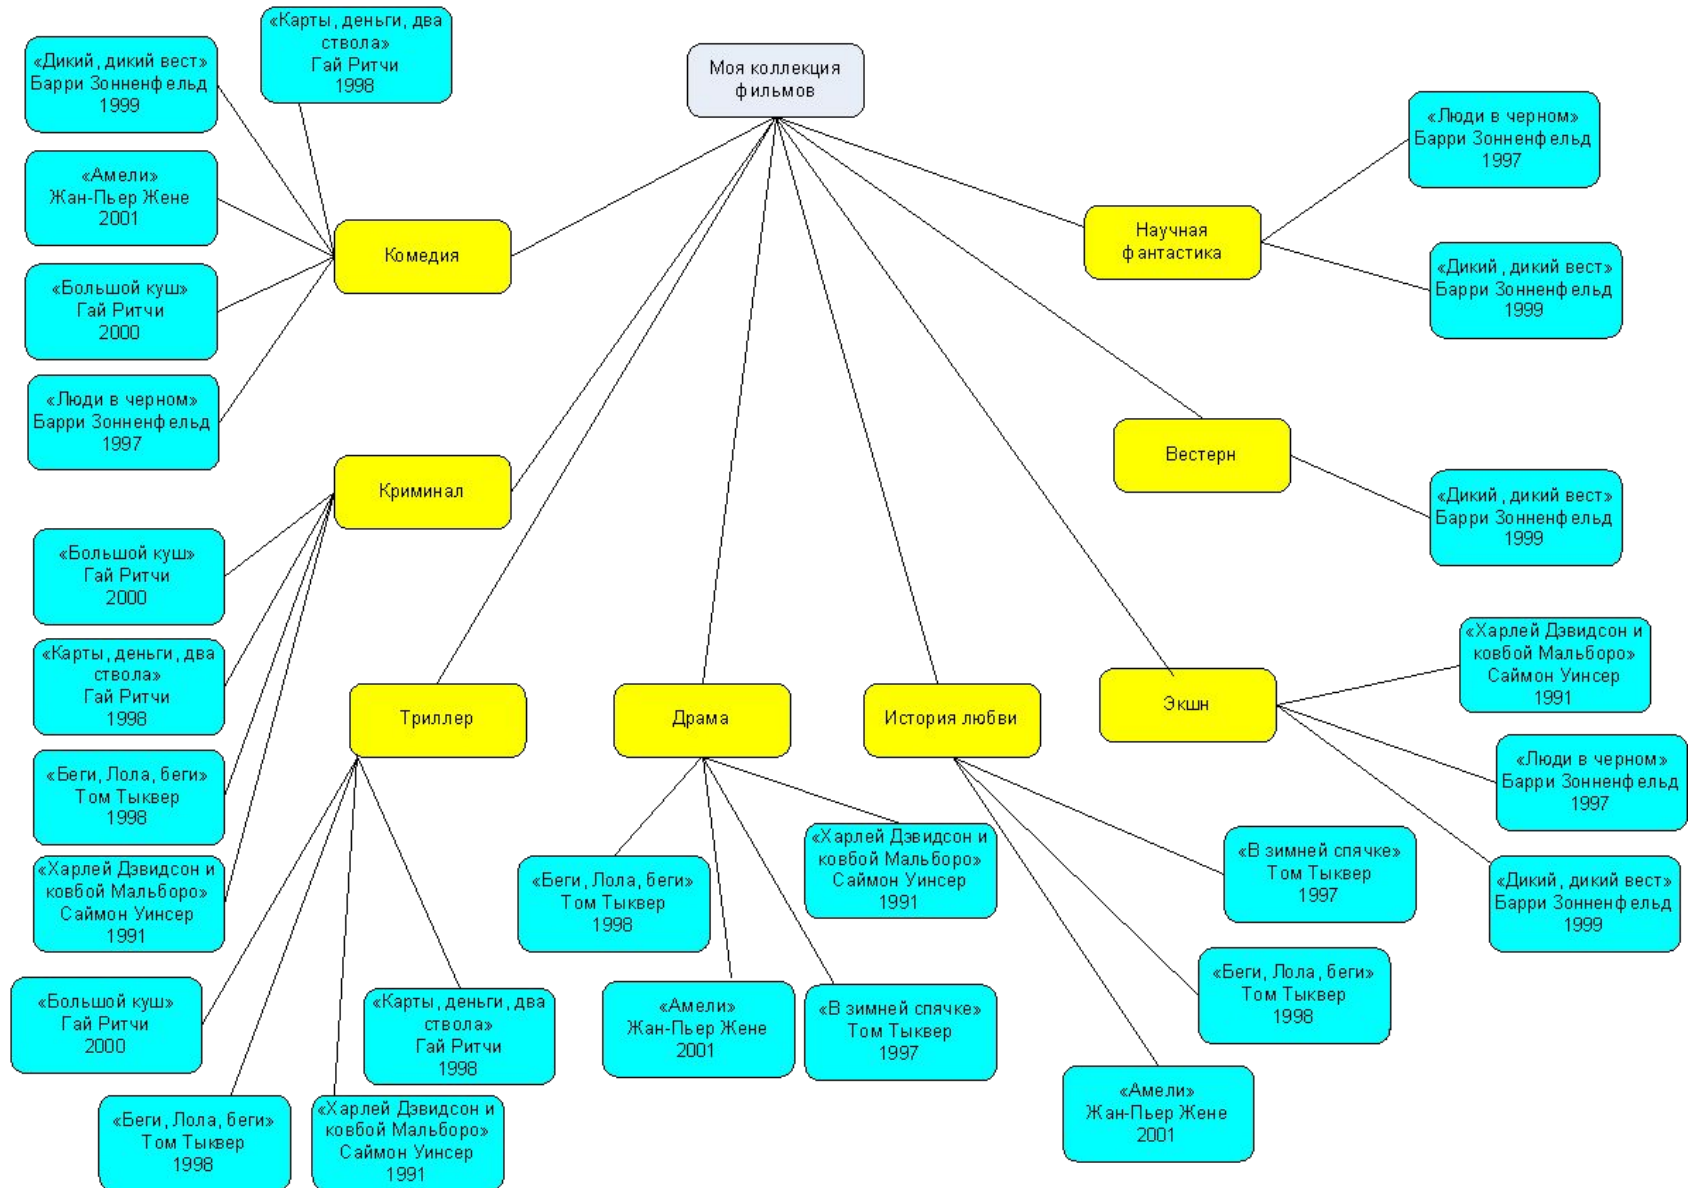 Моя коллекция
фильмов
Комедия
«Карты, деньги, два
ствола»
Гай Ритчи
1998
«Дикий, дикий вест»
Барри Зонненфельд
1999
«Амели»
Жан-Пьер Жене
2001
«Большой куш»
Гай Ритчи
2000
«Люди в черном»
Барри Зонненфельд
1997
Криминал
«Большой куш»
Гай Ритчи
2000
«Карты, деньги, два
ствола»
Гай Ритчи
1998
«Беги, Лола, беги»
Том Тыквер
1998
«Харлей Дэвидсон и
ковбой Мальборо»
Саймон Уинсер
1991
Триллер
«Большой куш»
Гай Ритчи
2000
«Беги, Лола, беги»
Том Тыквер
1998
«Харлей Дэвидсон и
ковбой Мальборо»
Саймон Уинсер
1991
«Карты, деньги, два
ствола»
Гай Ритчи
1998
Драма
«Беги, Лола, беги»
Том Тыквер
1998
«Амели»
Жан-Пьер Жене
2001
«В зимней спячке»
Том Тыквер
1997
«Харлей Дэвидсон и
ковбой Мальборо»
Саймон Уинсер
1991
История любви
«В зимней спячке»
Том Тыквер
1997
«Беги, Лола, беги»
Том Тыквер
1998
«Амели»
Жан-Пьер Жене
2001
Экшн
«Харлей Дэвидсон и
ковбой Мальборо»
Саймон Уинсер
1991
«Люди в черном»
Барри Зонненфельд
1997
«Дикий, дикий вест»
Барри Зонненфельд
1999
Вестерн
«Дикий, дикий вест»
Барри Зонненфельд
1999
Научная
фантастика
«Люди в черном»
Барри Зонненфельд
1997
«Дикий, дикий вест»
Барри Зонненфельд
1999